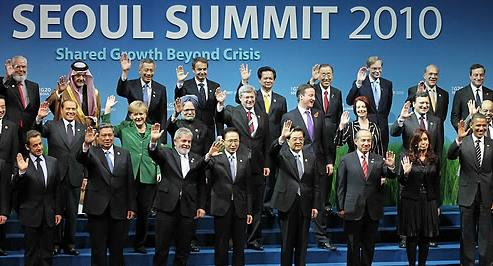 SEOUL SUMMIT 2010
Shared Growth Beyond Crisis